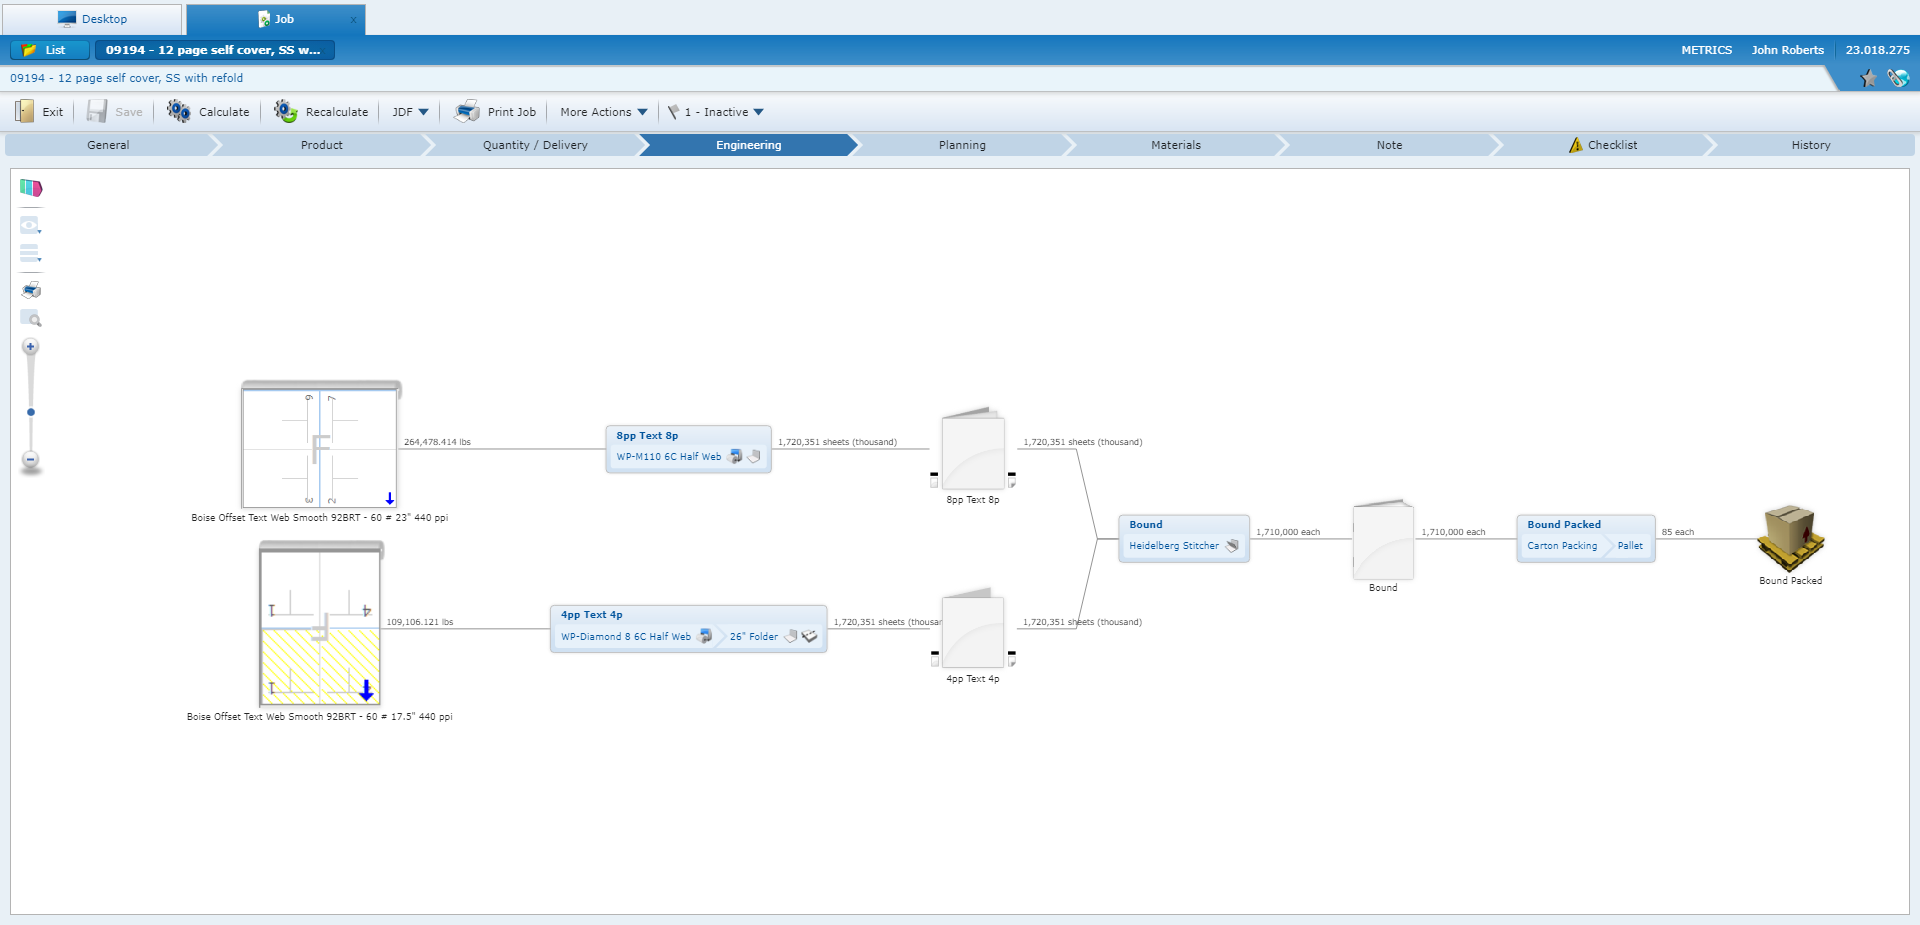 Desktop
Job
x
List
09194 - 12 page self cover, SS w...
METRICS
John Roberts
23.018.275
09194 - 12 page self cover, SS with refold
Exit
Save
Calculate
Recalculate
JDF
Print Job
More Actions
1 - Inactive
General
Product
Quantity / Delivery
Engineering
Planning
Materials
Note
Checklist
History
6 7
3 2
264,478.414 lbs
Boise Offset Text Web Smooth 92BRT - 60 # 23" 440 ppi
8pp Text 8p
WP-M110 6C Half Web
1,720,351 sheets (thousand)
8pp Text 8p
1,720,351 sheets (thousand)
1 4
1
109,106.121 lbs
Boise Offset Text Web Smooth 92BRT - 60 # 17.5" 440 ppi
4pp Text 4p
WP-Diamond 8 6C Half Web
26" Folder
1,720,351 sheets (thousar
4pp Text 4p
1,720,351 sheets (thousand)
Bound
Heidelberg Stitcher
1,710,000 each
Bound
1,710,000 each
Bound Packed
Carton Packing
Pallet
85 each
Bound Packed